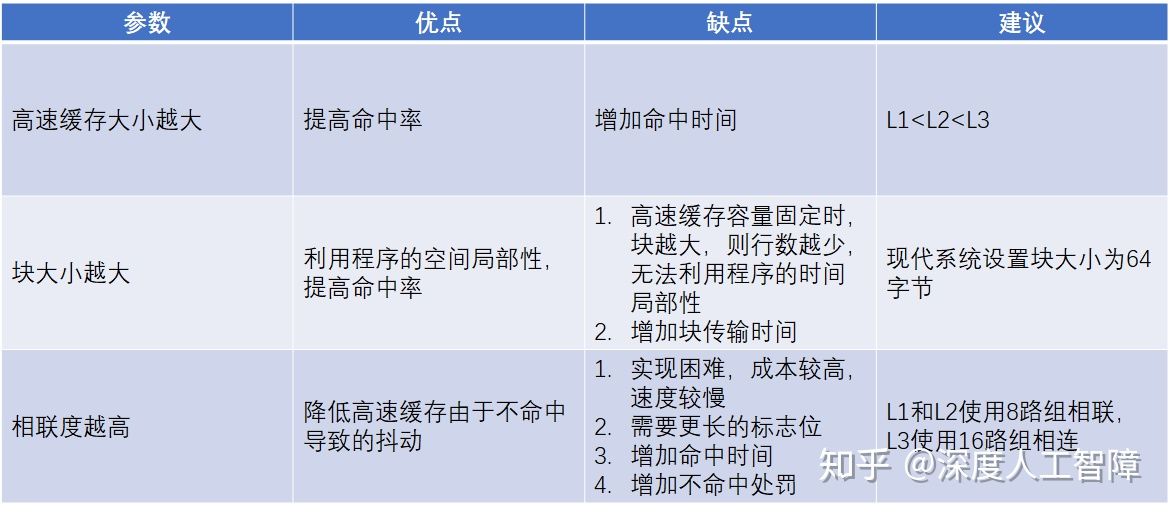 参数
优点
缺点
建议
高速缓存大小越大
提高命中率
增加命中时间
L1<L2<L3
块大小越大
利用程序的空间局部性，
提高命中率
1. 高速缓存容量固定时，
块越大，则行数越少，
无法利用程序的时间
局部性
2. 增加块传输时间
现代系统设置块大小为64
字节
相联度越高
降低高速缓存由于不命中
导致的抖动
1. 实现困难，成本较高，
速度较慢
2. 需要更长的标志位
3. 增加命中时间
4. 增加不命中处罚
L1和L2使用8路组相联，
L3使用16路组相连
知乎 @深度人工智障